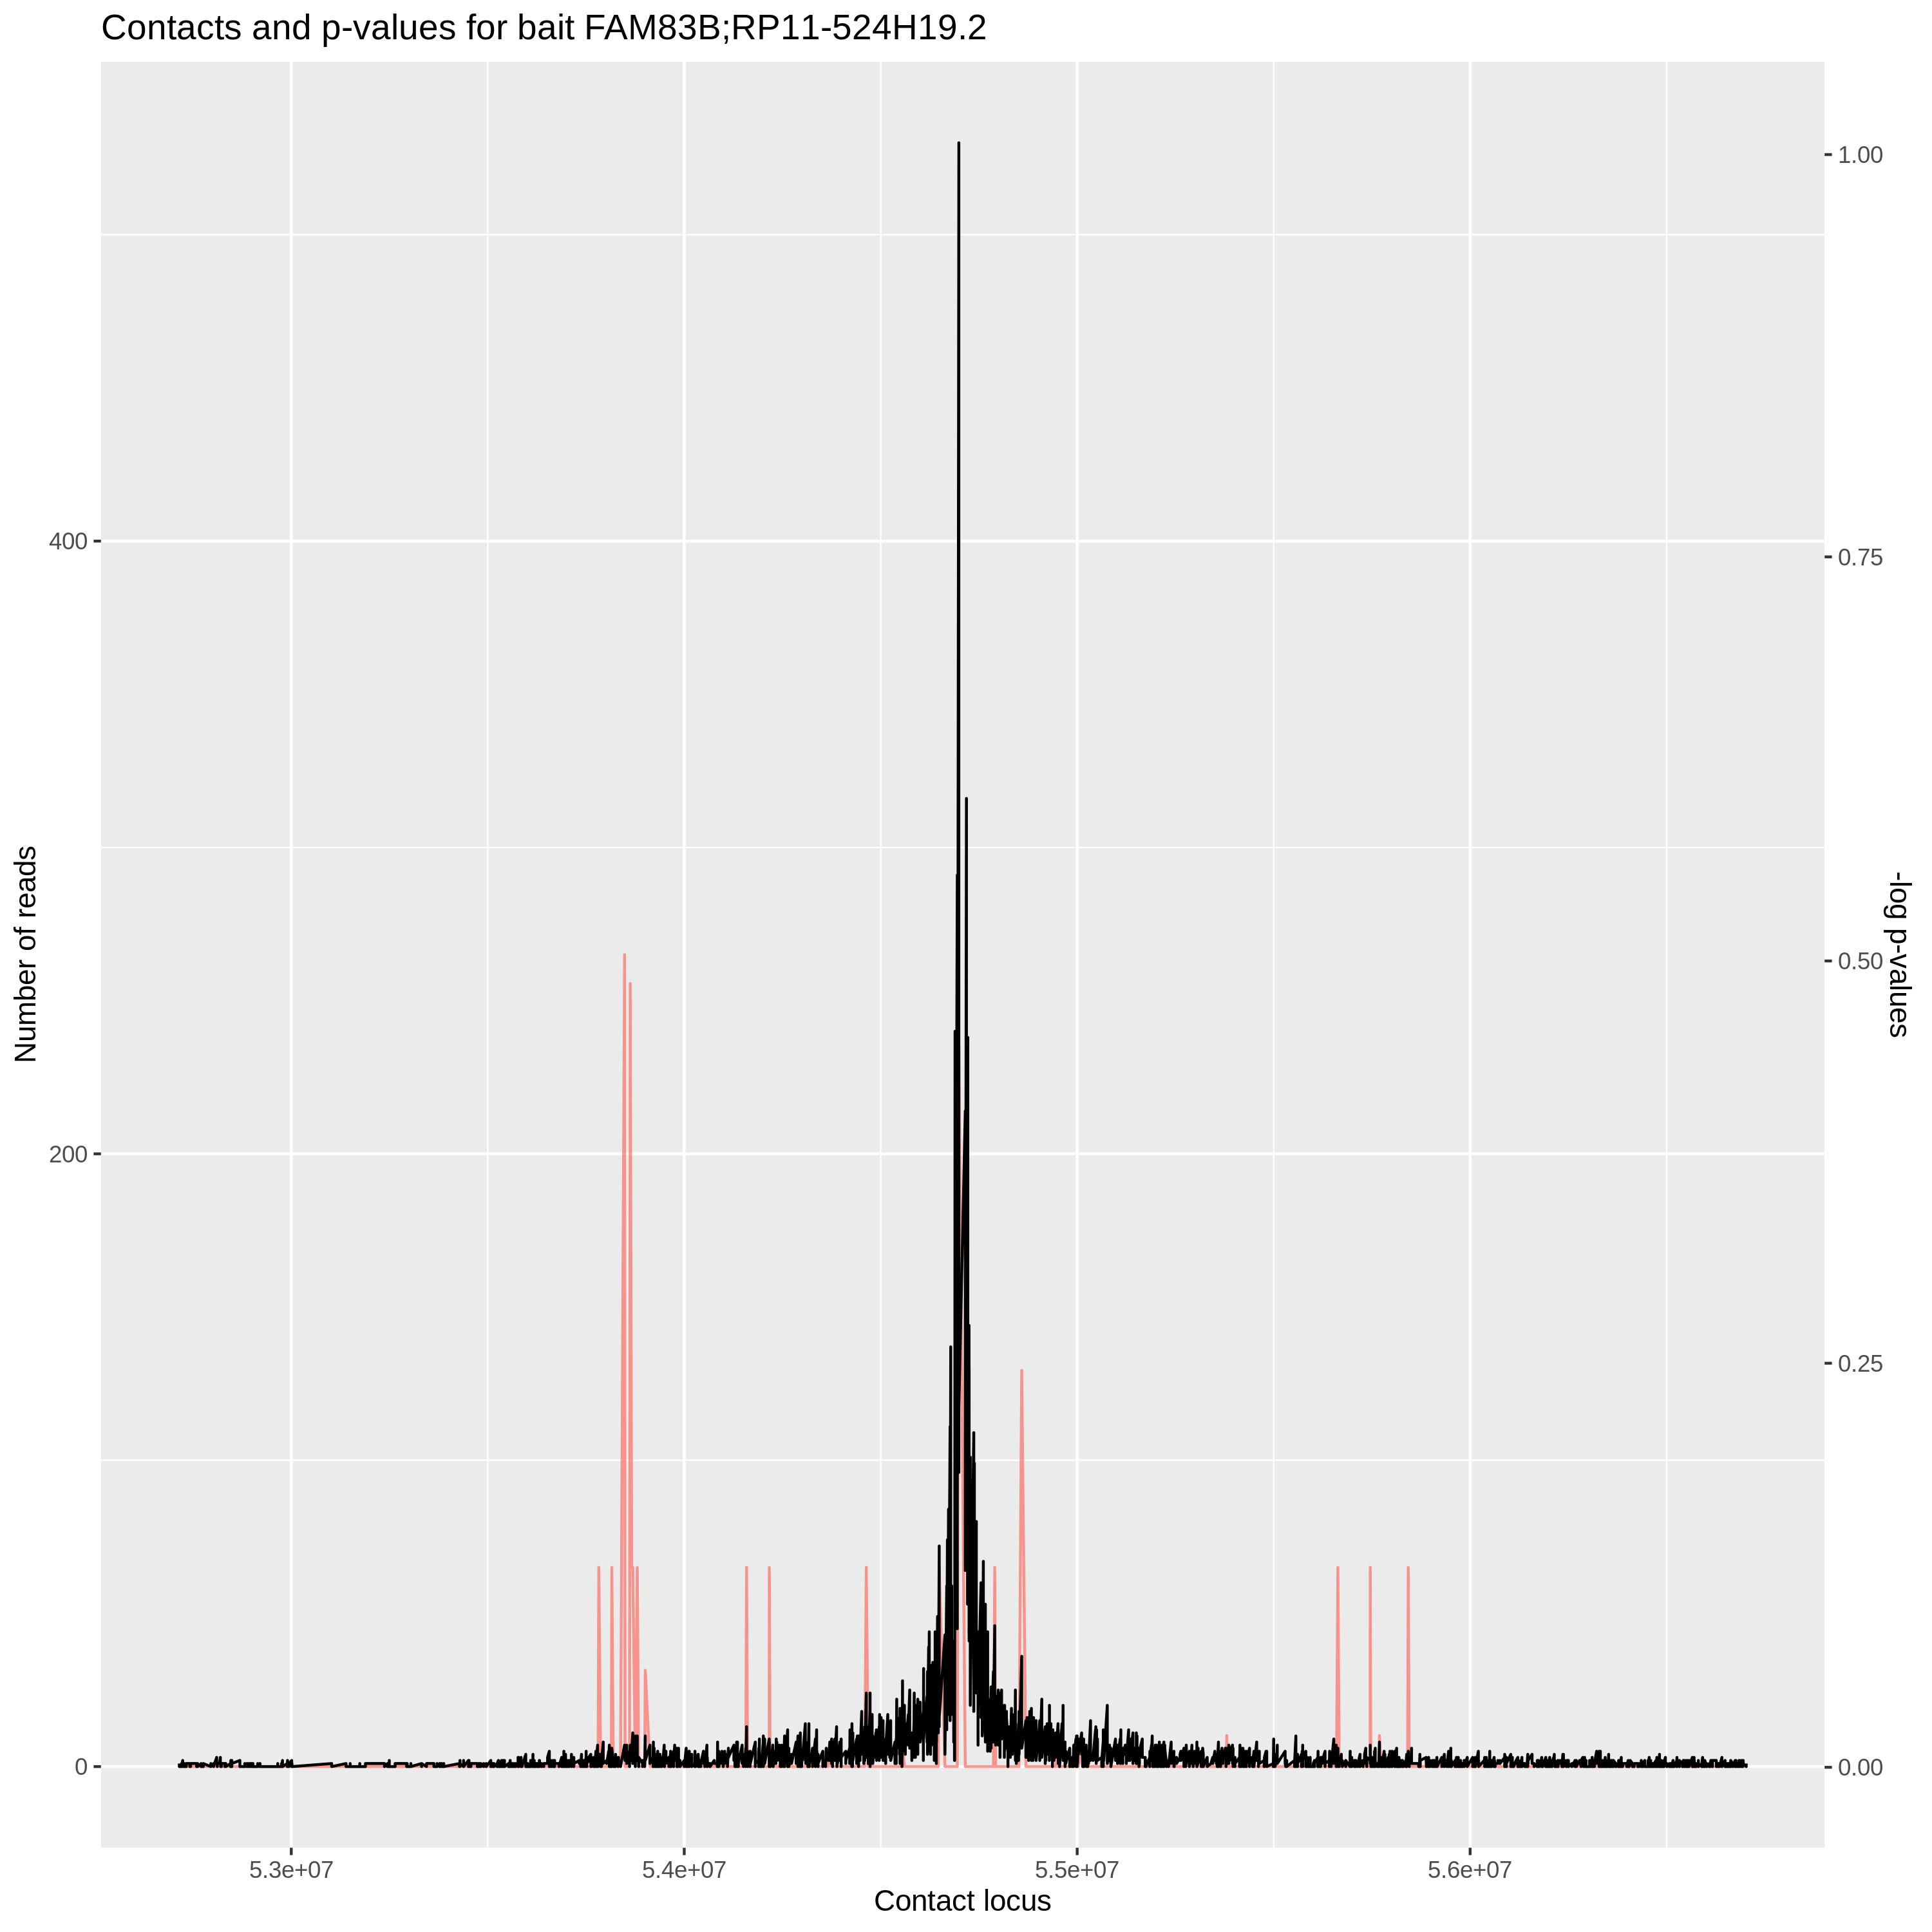 Contacts and p-values for bait FAM83B;RP11-524H19.2
1.00
400
0.75
Number of reads
-log p-values
0.50
200
0.25
0
0.00
5.3e+07
5.4e+07
5.5e+07
5.6e+07
Contact locus